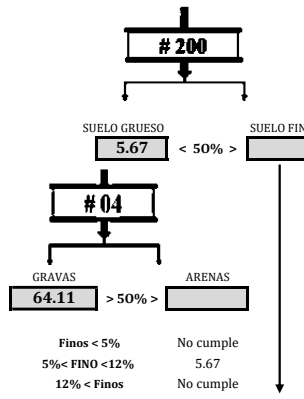 # 200
SUELO GRUESO SUELO FIN
5.67 < 50% >
# 04
GRAVAS ARENAS
64.11 > 50% >
Finos < 5% No cumple
5%< FINO <12% 5.67
12% < Finos No cumple